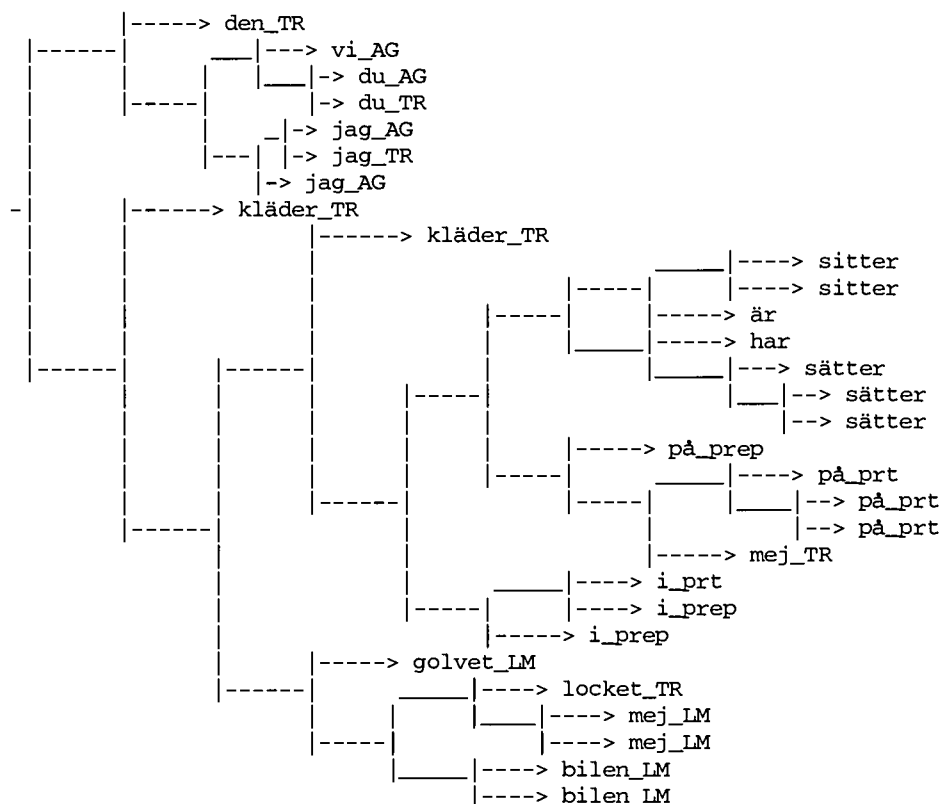 den_TR
vi_AG
du_AG
du_TR
jag_AG
jag_TR
jag_AG
kläder_TR
kläder_TR
sitter
sitter
är
har
sätter
sätter
sätter
på_prep
på_prt
på_prt
på_prt
mej_TR
i_prt
i_prep
i_prep
golvet_LM
locket_TR
mej_LM
mej_LM
bilen_LM
bilen_LM